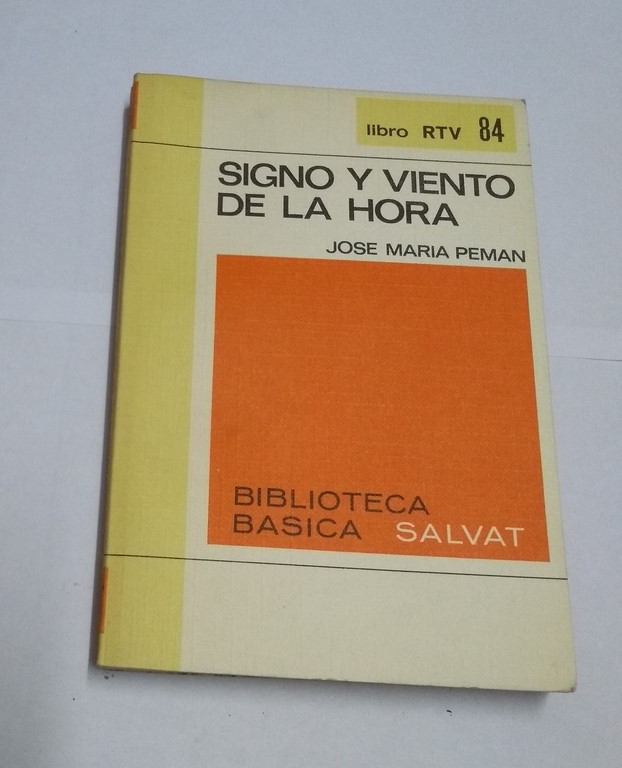 libro RTV 84
SIGNO Y VIENTO
DE LA HORA
JOSE MARIA PEMAN
BIBLIOTECA
BASICA SALVAT